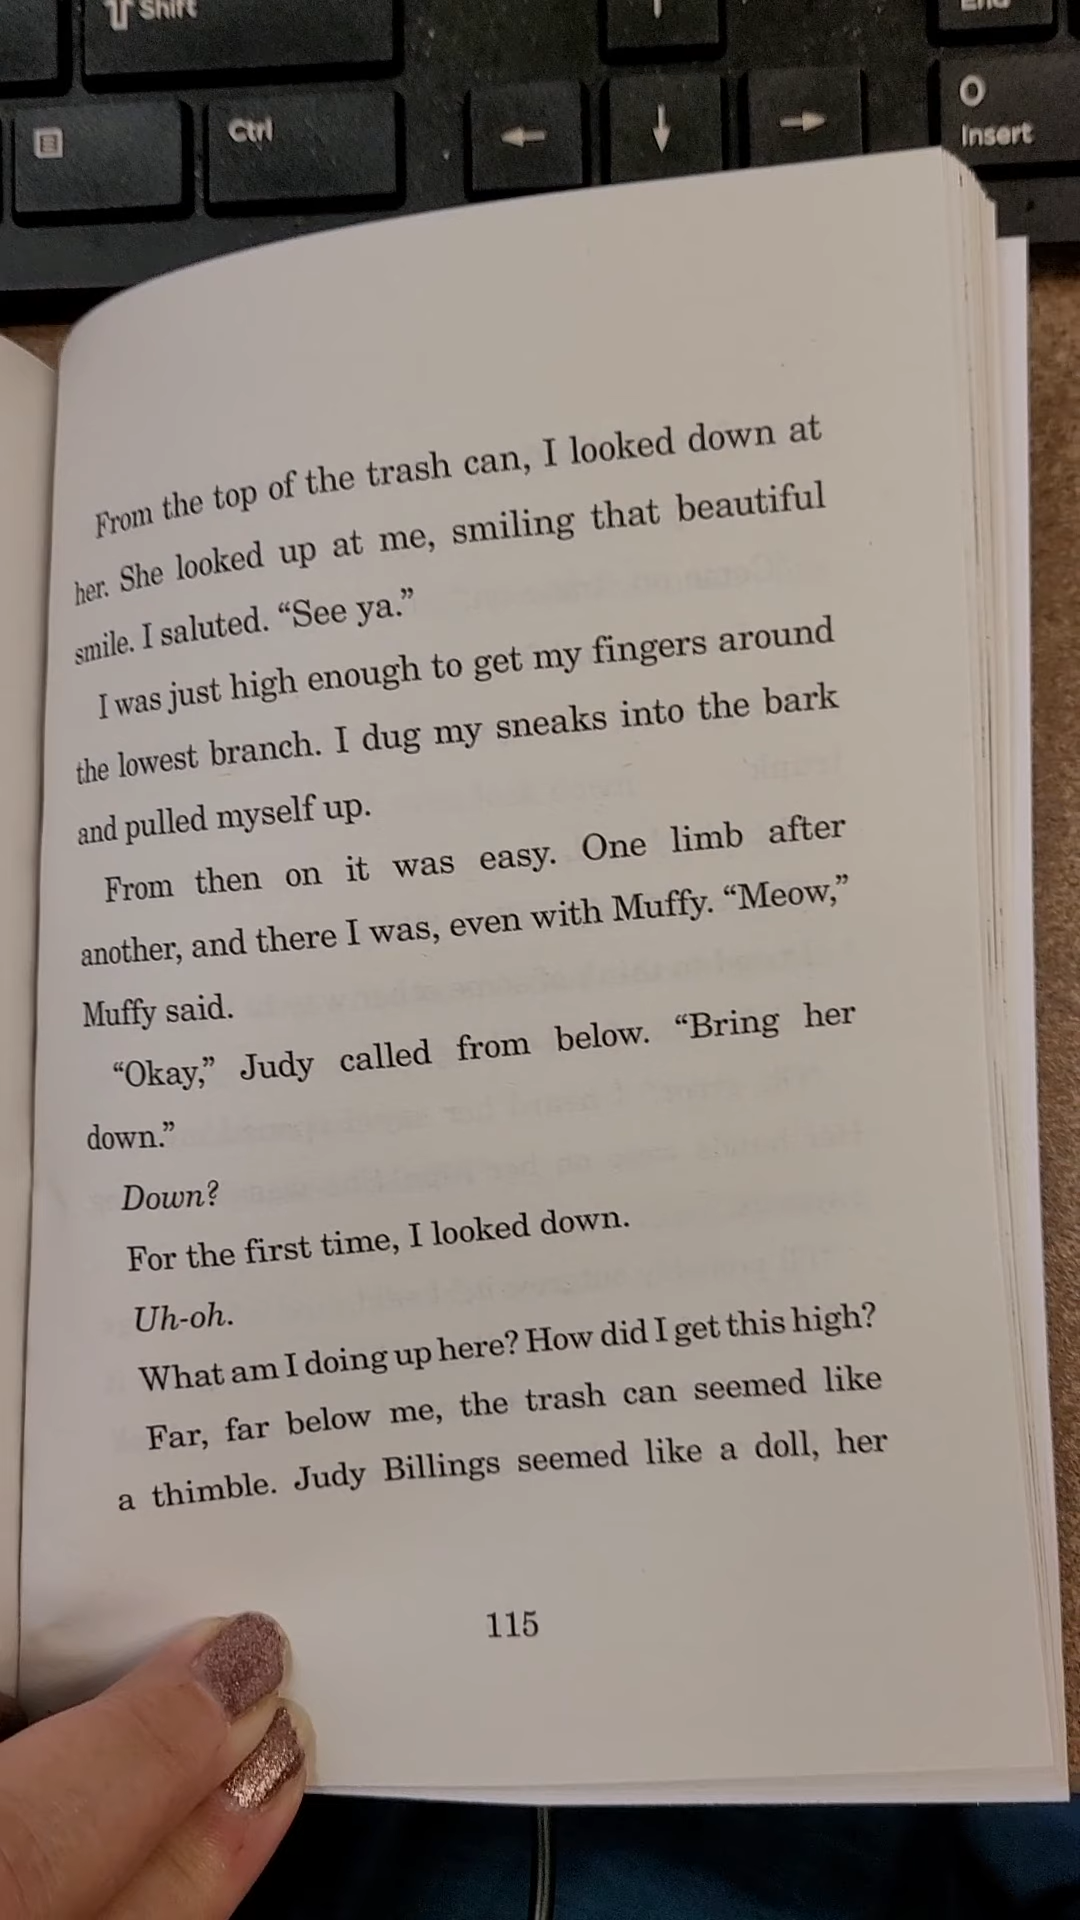 Shift
End
Ctrl
0
Insert
From the top of the trash can, I looked down at
her. She looked up at me, smiling that beautiful
smile. I saluted. “See ya.”
I was just high enough to get my fingers around
the lowest branch. I dug my sneaks into the bark
and pulled myself up.
From then on it was easy. One limb after
another, and there I was, even with Muffy. “Meow,”
Muffy said.
“Okay,” Judy called from below. “Bring her
down.”
Down?
For the first time, I looked down.
Uh-oh.
What am I doing up here? How did I get this high?
Far, far below me, the trash can seemed like
a thimble. Judy Billings seemed like a doll, her
115